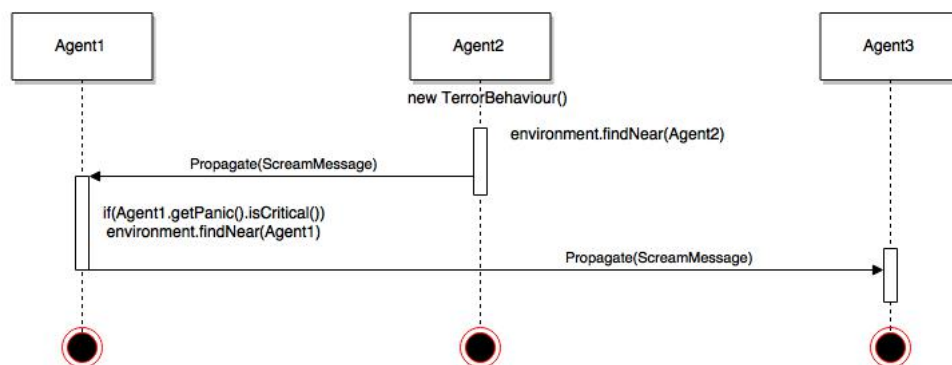 Agent1
Agent2
Agent3
new TerrorBehaviour()
environment.findNear(Agent2)
Propagate(ScreamMessage)
if(Agent1.getPanic().isCritical())
environment.findNear(Agent1)
Propagate(ScreamMessage)